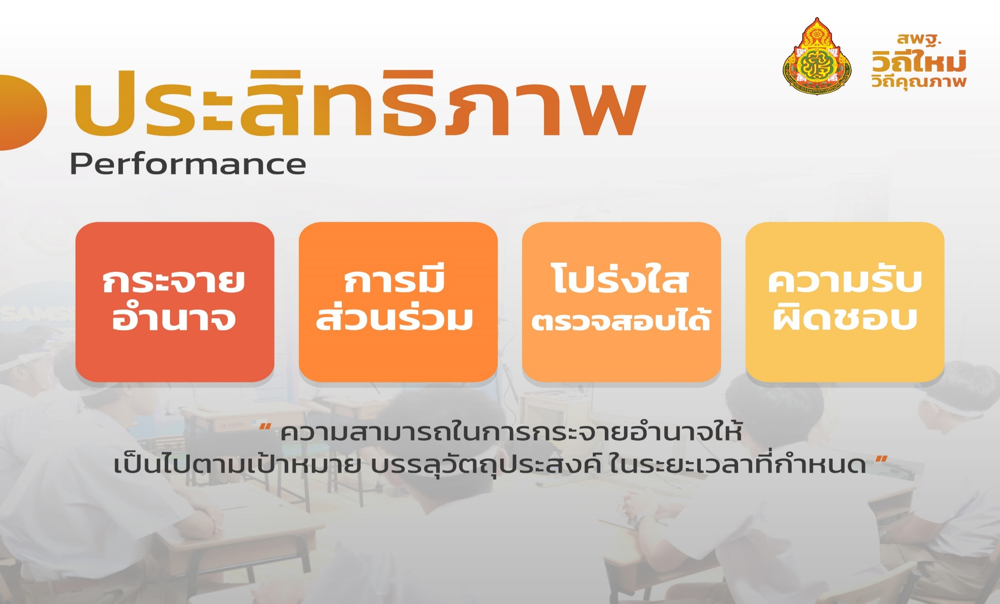 สพฐ.
วิถีใหม่
วิถีคุณภาพ
ประสิทธิภาพ
Performance
กระจาย
อำนาจ
การมี
ส่วนร่วม
โปร่งใส
ตรวจสอบได้
ความรับ
ผิดชอบ
" ความสามารถในการกระจายอำนาจให้
เป็นไปตามเป้าหมาย บรรลุวัตถุประสงค์ ในระยะเวลาที่กำหนด "